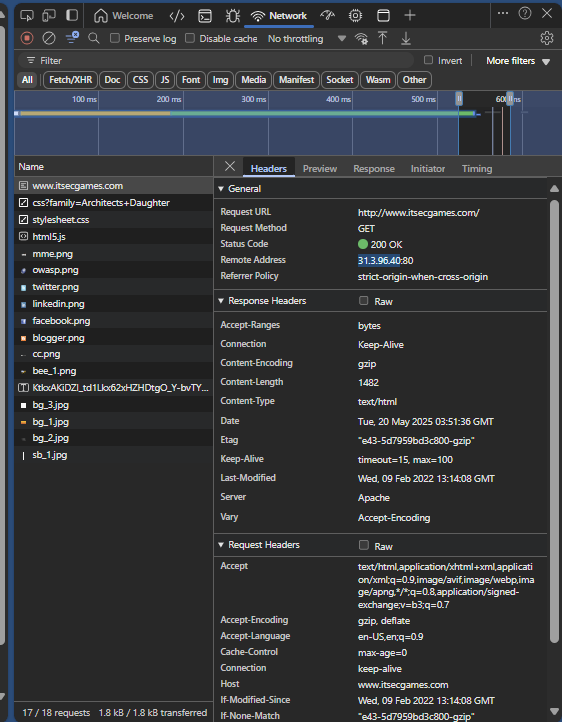 Welcome
Network
Preserve log
Disable cache
No throttling
Filter
Invert
More filters
All
Fetch/XHR
Doc
CSS
JS
Font
Img
Media
Manifest
Socket
Wasm
Other
100 ms
200 ms
300 ms
400 ms
500 ms
Name
www.itsecgames.com
css?family=Architects+Daughter
stylesheet.css
html5.js
mme.png
owasp.png
twitter.png
linkedin.png
facebook.png
blogger.png
cc.png
bee_1.png
bg_3.jpg
bg_1.jpg
bg_2.jpg
sb_1.jpg
17 / 18 requests 1.8 kB / 1.8 kB transferred
Headers
Preview
Response
Initiator
Timing
General
Request URL http://www.itsecgames.com/
Request Method GET
Status Code 200 OK
Remote Address 31.3.96.40:80
Referrer Policy strict-origin-when-cross-origin
Response Headers Raw
Accept-Ranges bytes
Connection Keep-Alive
Content-Encoding gzip
Content-Length 1482
Content-Type text/html
Date Tue, 20 May 2025 03:51:36 GMT
Etag "e43-5d7959bd3c800-gzip"
Keep-Alive timeout=15, max=100
Last-Modified Wed, 09 Feb 2022 13:14:08 GMT
Server Apache
Vary Accept-Encoding
Request Headers Raw
Accept text/html,application/xhtml+xml,applicat
ion/xml;q=0.9,image/avif,image/webp,ima
ge/apng,*/*;q=0.8,application/signed-
exchange;v=b3;q=0.7
Accept-Encoding gzip, deflate
Accept-Language en-US,en;q=0.9
Cache-Control max-age=0
Connection keep-alive
Host www.itsecgames.com
If-Modified-Since Wed, 09 Feb 2022 13:14:08 GMT
If-None-Match "e43-5d7959bd3c800-gzip"